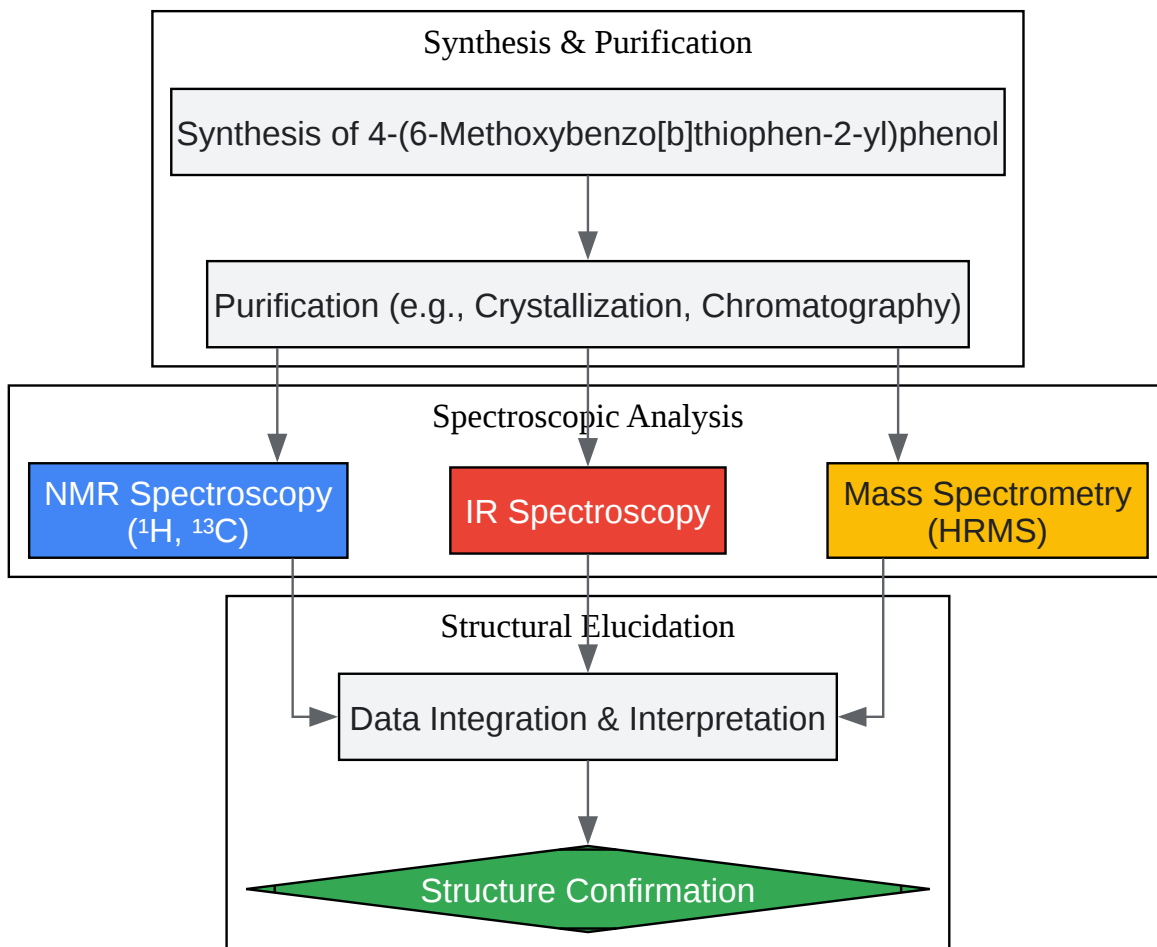 Synthesis & Purification
Synthesis of 4-(6-Methoxybenzo[b]thiophen-2-yl)phenol
Purification (e.g., Crystallization, Chromatography)
Spectroscopic Analysis
NMR Spectroscopy
(¹H, ¹³C)
IR Spectroscopy
Mass Spectrometry
(HRMS)
Structural Elucidation
Data Integration & Interpretation
Structure Confirmation